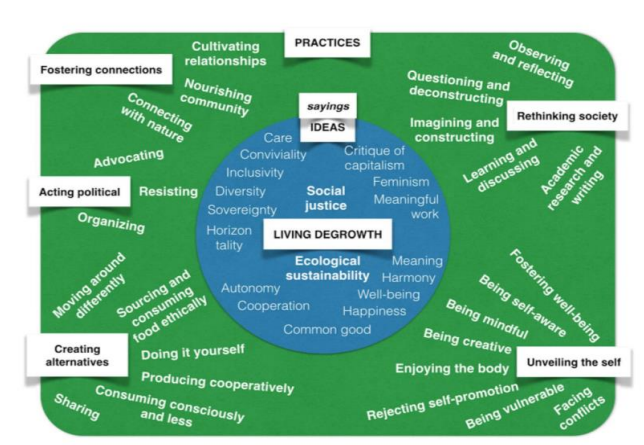 PRACTICES
Fostering connections
Cultivating
relationships
Nourishing
community
Connecting
with nature
Observing
and reflecting
Questioning and
deconstructing
Imagining and
constructing
Rethinking society
Learning and
discussing
Academic
research and
writing
Advocating
Acting political
Resisting
Organizing
sayings
IDEAS
Care
Conviviality
Inclusivity
Diversity
Sovereignty
Horizon
tality
Critique of
capitalism
Feminism
Meaningful
work
Social
justice
LIVING DEGROWTH
Ecological
sustainability
Meaning
Harmony
Well-being
Happiness
Autonomy
Cooperation
Common good
Moving around
differently
Sourcing and
consuming
food ethically
Creating
alternatives
Doing it yourself
Producing cooperatively
Consuming consciously
and less
Sharing
Fostering well-being
Being self-aware
Being mindful
Being creative
Enjoying the body
Unveiling the self
Rejecting self-promotion
Being vulnerable
Facing
conflicts